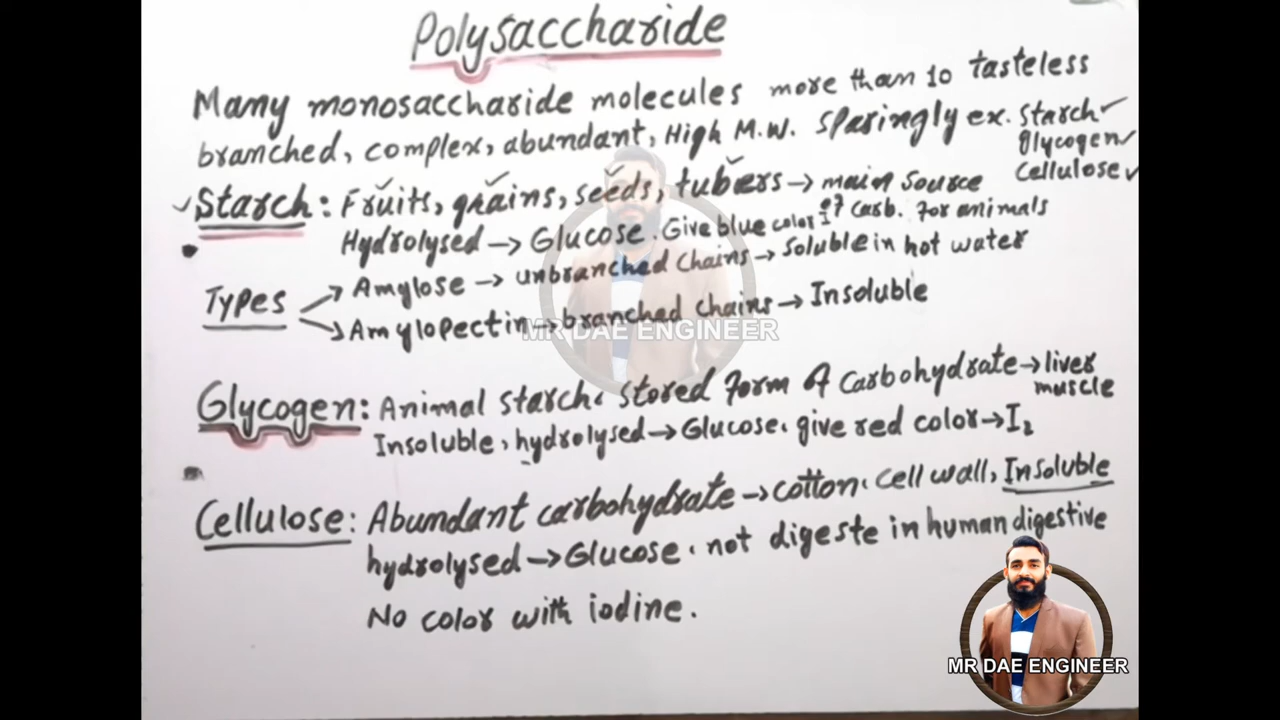 Polysaccharide
Many monosaccharide molecules more than 10 tasteless
branched, complex, abundant, High M.W. Sparingly ex. Starch ✓
glycogen ✓
Cellulose ✓
✓ Starch: Fruits, grains, seeds, tubers → main source
of carb. for animals
Hydrolysed → Glucose. Give blue color I
Types → Amylose → unbranched chains → Soluble in hot water
→ Amylopectin → branched chains → Insoluble
MR DAE ENGINEER
Glycogen: Animal starch, stored form of carbohydrate → liver
muscle
Insoluble, hydrolysed → Glucose, give red color → I2
Cellulose: Abundant carbohydrate → cotton, cell wall, Insoluble
hydrolysed → Glucose, not digeste in human digestive
No color with iodine.
MR DAE ENGINEER